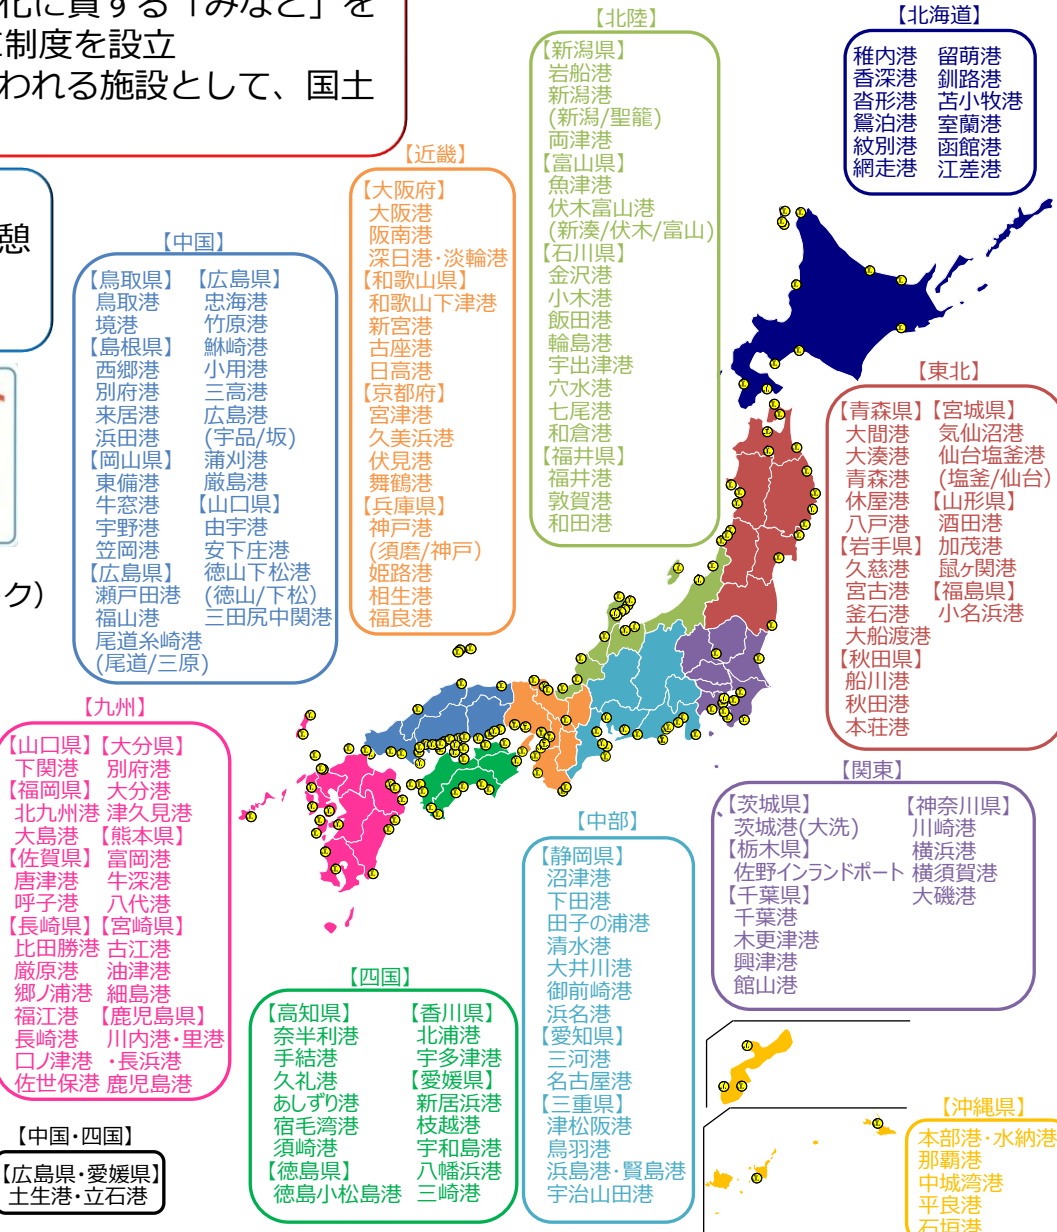 化に資する「みなと」を
制度を設立
われる施設として、国土
憩
ク）
【北海道】
稚内港 留萌港
香深港 釧路港
沓形港 苫小牧港
鴛泊港 室蘭港
紋別港 函館港
網走港 江差港
【北陸】
【新潟県】
岩船港
新潟港
(新潟/聖籠)
両津港
【富山県】
魚津港
伏木富山港
(新湊/伏木/富山)
【石川県】
金沢港
小木港
飯田港
輪島港
宇出津港
穴水港
七尾港
和倉港
【福井県】
福井港
敦賀港
和田港
【近畿】
【大阪府】
大阪港
阪南港
深日港・淡輪港
【和歌山県】
和歌山下津港
新宮港
古座港
日高港
【京都府】
宮津港
久美浜港
伏見港
舞鶴港
【兵庫県】
神戸港
(須磨/神戸)
姫路港
相生港
福良港
【中国】
【鳥取県】
鳥取港
境港
【島根県】
西郷港
別府港
来居港
浜田港
【岡山県】
東備港
牛窓港
宇野港
笠岡港
【広島県】
瀬戸田港
福山港
尾道糸崎港
(尾道/三原)
【広島県】
忠海港
竹原港
鮴崎港
小用港
三高港
広島港
(宇品/坂)
蒲刈港
厳島港
【山口県】
由宇港
安下庄港
徳山下松港
(徳山/下松)
三田尻中関港
【東北】
【青森県】
大間港
大湊港
青森港
休屋港
八戸港
【岩手県】
久慈港
宮古港
釜石港
大船渡港
【秋田県】
船川港
秋田港
本荘港
【宮城県】
気仙沼港
仙台塩釜港
(塩釜/仙台)
【山形県】
酒田港
加茂港
鼠ヶ関港
【福島県】
小名浜港
【九州】
【山口県】
下関港
【福岡県】
北九州港
大島港
【佐賀県】
唐津港
呼子港
【長崎県】
比田勝港
厳原港
郷ノ浦港
福江港
長崎港
口ノ津港
佐世保港
【大分県】
別府港
大分港
津久見港
【熊本県】
富岡港
牛深港
八代港
【宮崎県】
古江港
油津港
細島港
【鹿児島県】
川内港・里港
・長浜港
鹿児島港
【関東】
【茨城県】
茨城港(大洗)
【栃木県】
佐野インランドポート
【千葉県】
千葉港
木更津港
興津港
館山港
【神奈川県】
川崎港
横浜港
横須賀港
大磯港
【中部】
【静岡県】
沼津港
下田港
田子の浦港
清水港
大井川港
御前崎港
浜名港
【愛知県】
三河港
名古屋港
【三重県】
津松阪港
鳥羽港
浜島港・賢島港
宇治山田港
【四国】
【高知県】
奈半利港
手結港
久礼港
あしずり港
宿毛湾港
須崎港
【徳島県】
徳島小松島港
【香川県】
北浦港
宇多津港
【愛媛県】
新居浜港
枝越港
宇和島港
八幡浜港
三崎港
【中国・四国】
【広島県・愛媛県】
土生港・立石港
【沖縄県】
本部港・水納港
那覇港
中城湾港
平良港
石垣港